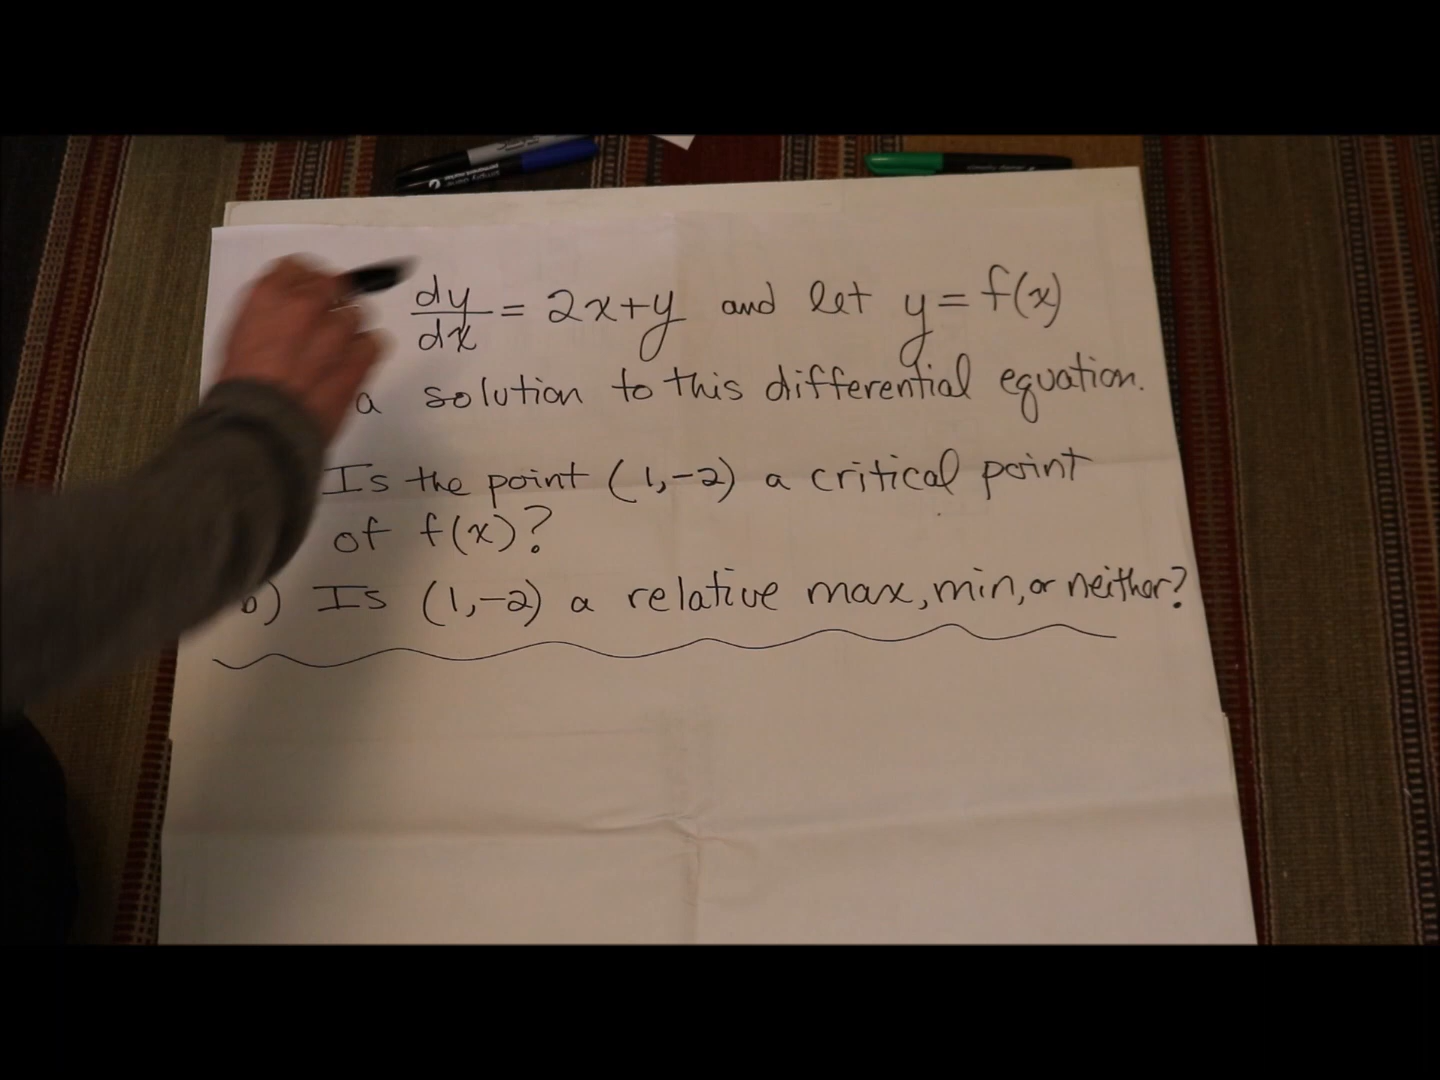 dy/dx = 2x+y and let y = f(x)
a solution to this differential equation.
Is the point (1,-2) a critical point
of f(x)?
b) Is (1,-2) a relative max, min, or neither?